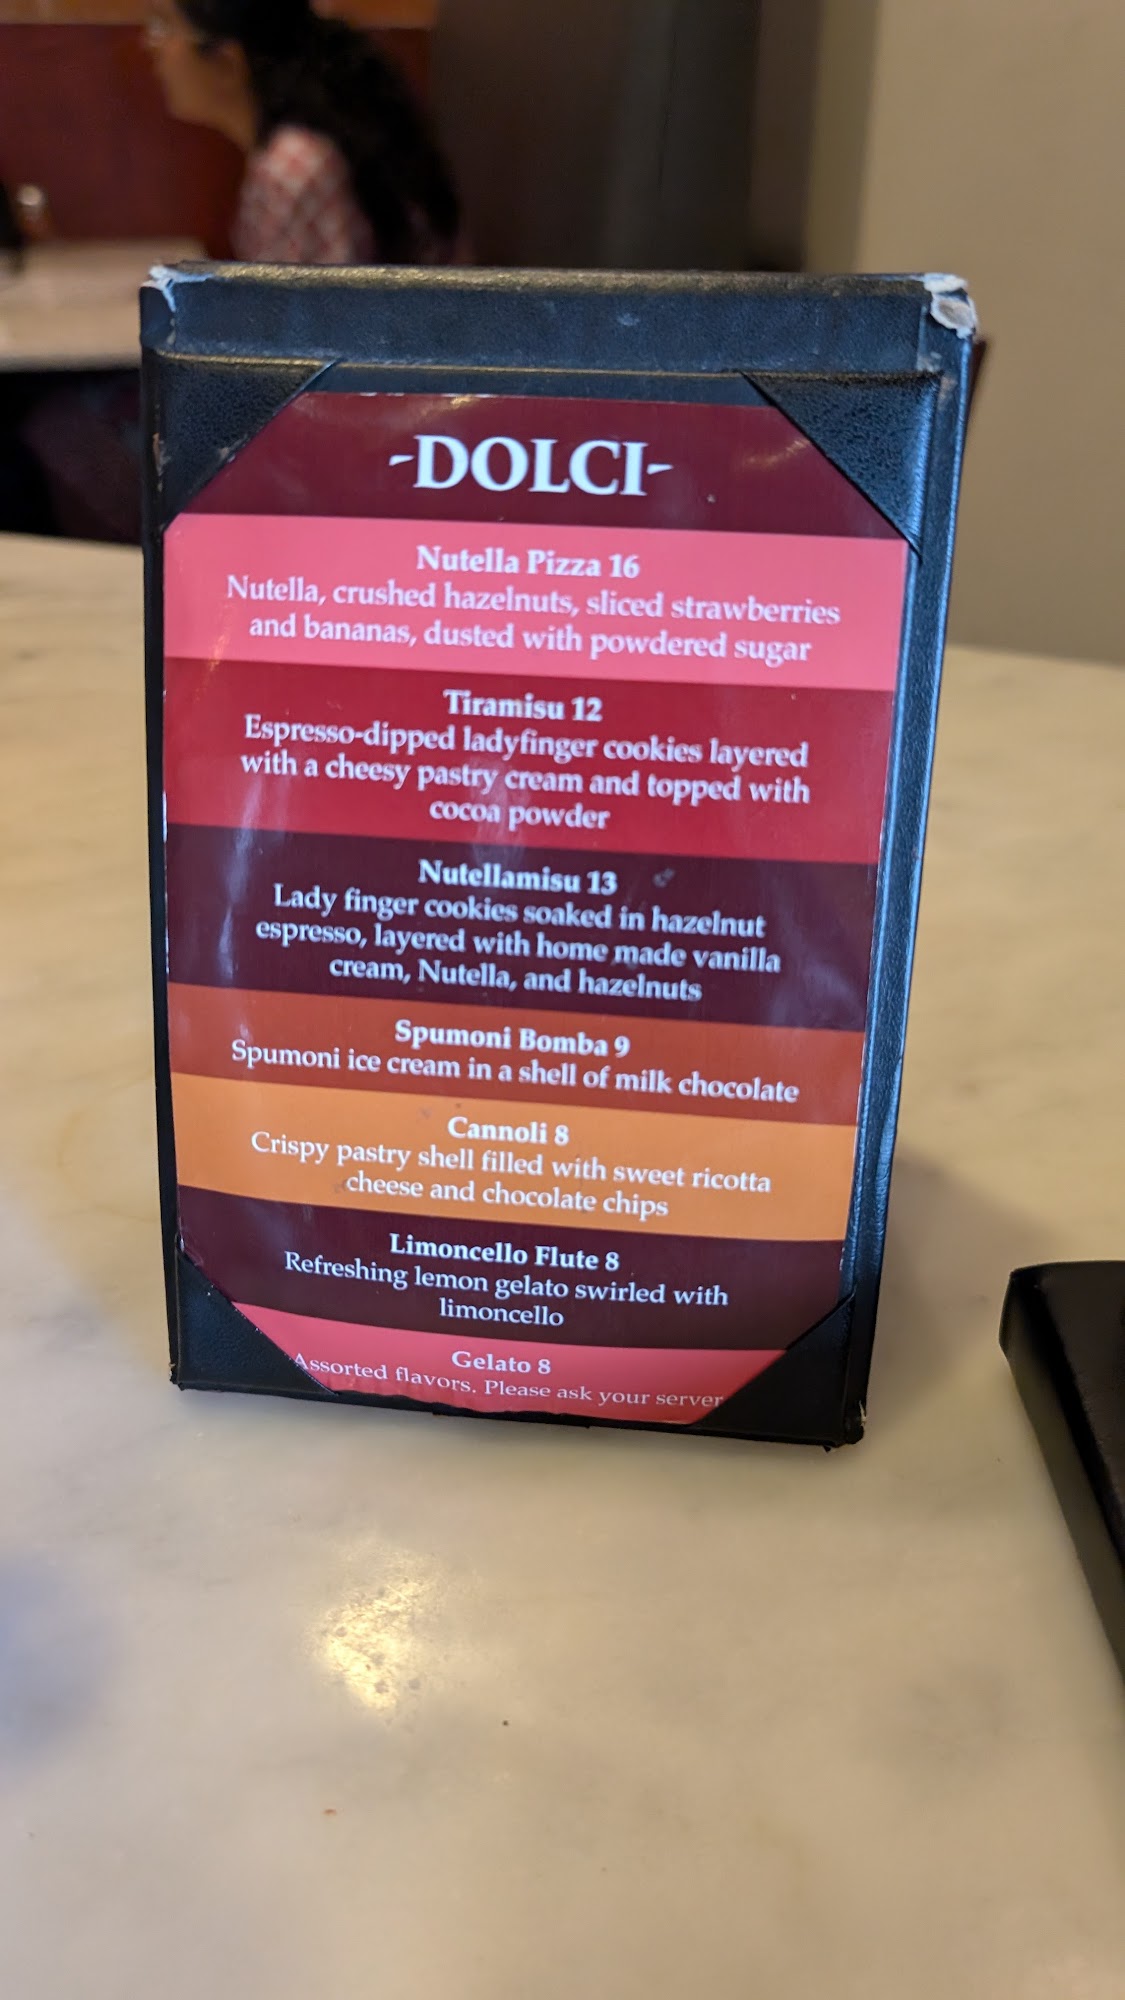 -DOLCI-
Nutella Pizza 16
Nutella, crushed hazelnuts, sliced strawberries
and bananas, dusted with powdered sugar
Tiramisu 12
Espresso-dipped ladyfinger cookies layered
with a cheesy pastry cream and topped with
cocoa powder
Nutellamisu 13
Lady finger cookies soaked in hazelnut
espresso, layered with home made vanilla
cream, Nutella, and hazelnuts
Spumoni Bomba 9
Spumoni ice cream in a shell of milk chocolate
Cannoli 8
Crispy pastry shell filled with sweet ricotta
cheese and chocolate chips
Limoncello Flute 8
Refreshing lemon gelato swirled with
limoncello
Gelato 8
Assorted flavors. Please ask your server